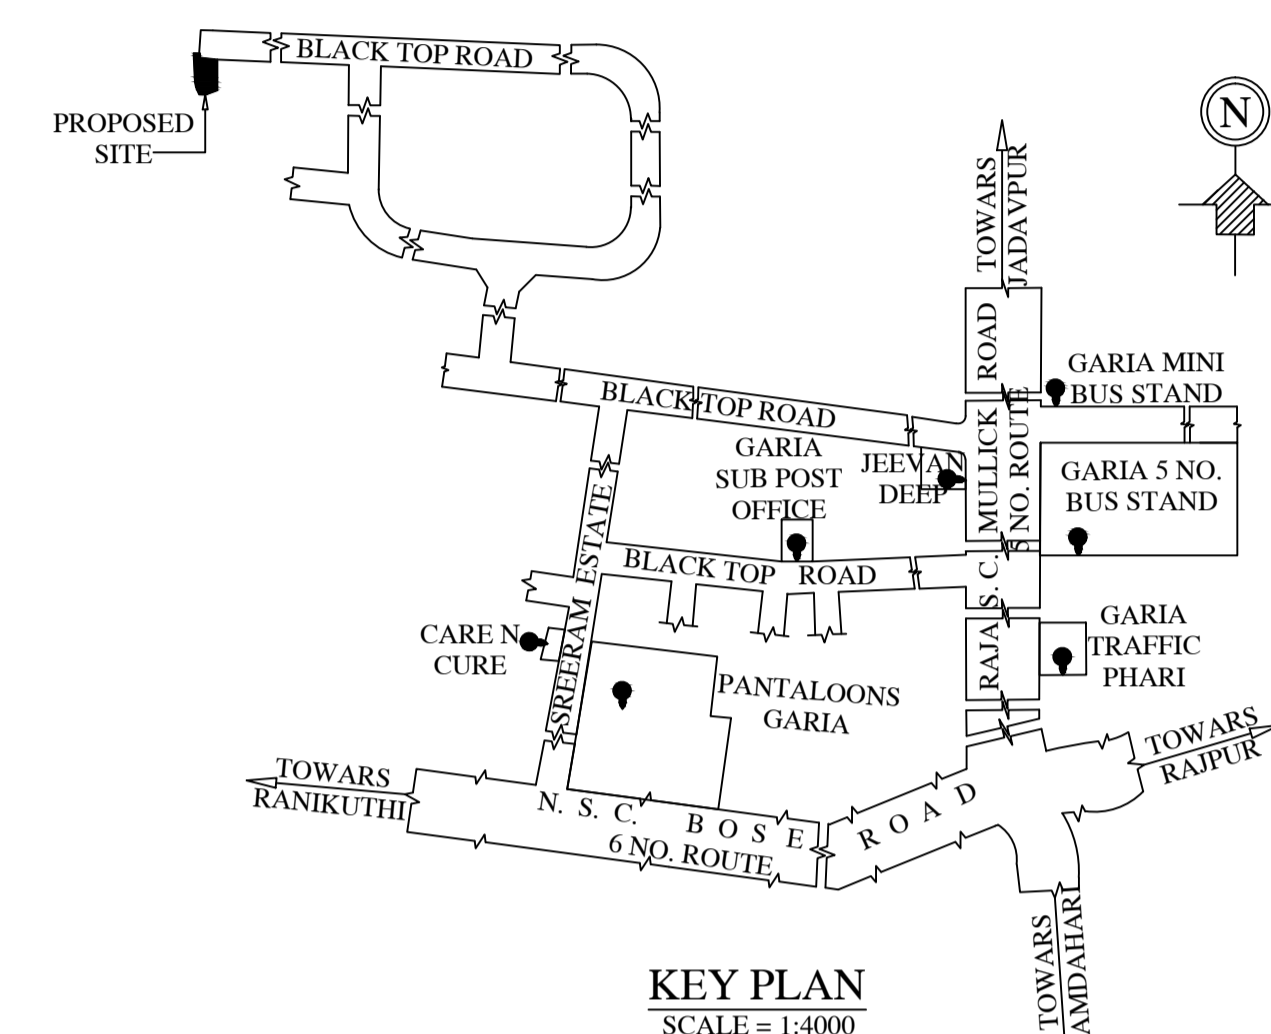 BLACK TOP ROAD
PROPOSED
SITE
N
TOWARS
JADAVPUR
ROAD
GARIA MINI
BUS STAND
BLACK TOP ROAD
MULLICK
5 NO. ROUTE
GARIA
SUB POST
OFFICE
JEEVAN
DEEP
GARIA 5 NO.
BUS STAND
SREERAM ESTATE
BLACK TOP ROAD
S. C.
RAJA
CARE N
CURE
GARIA
TRAFFIC
PHARI
PANTALOONS
GARIA
TOWARS
RANIKUTHI
N. S. C. BOSE ROAD
6 NO. ROUTE
TOWARS
RAJPUR
TOWARS
KEY PLAN
SCALE = 1:4000